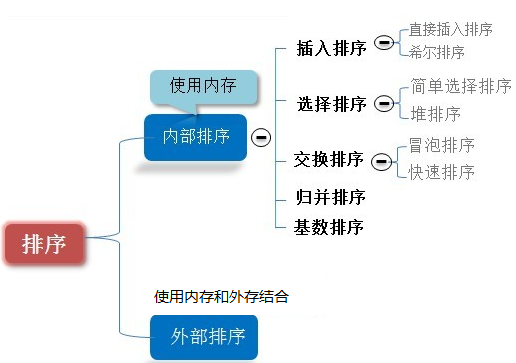 直接插入排序
插入排序
希尔排序
使用内存
简单选择排序
选择排序
堆排序
内部排序
冒泡排序
交换排序
快速排序
归并排序
基数排序
排序
使用内存和外存结合
外部排序